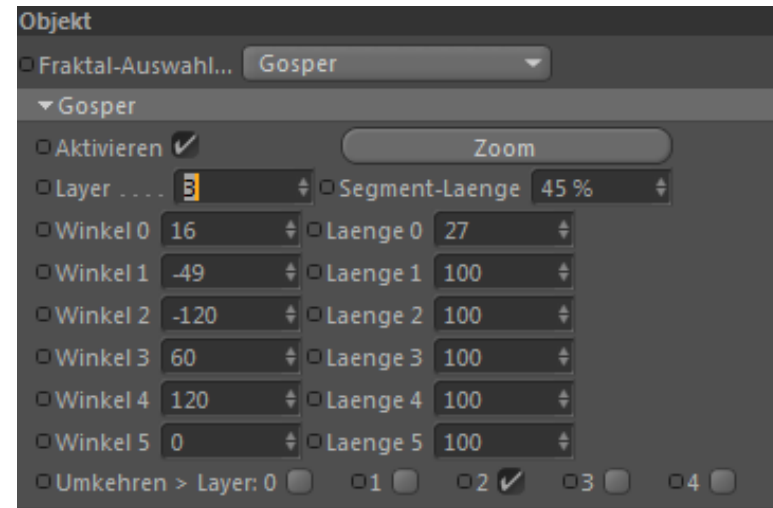 Objekt
Fraktal-Auswahl... Gosper
Gosper
Aktivieren Zoom
Layer .... 3 Segment-Laenge 45 %
Winkel 0 16 Laenge 0 27
Winkel 1 -49 Laenge 1 100
Winkel 2 -120 Laenge 2 100
Winkel 3 60 Laenge 3 100
Winkel 4 120 Laenge 4 100
Winkel 5 0 Laenge 5 100
Umkehren > Layer: 0 1 2 3 4